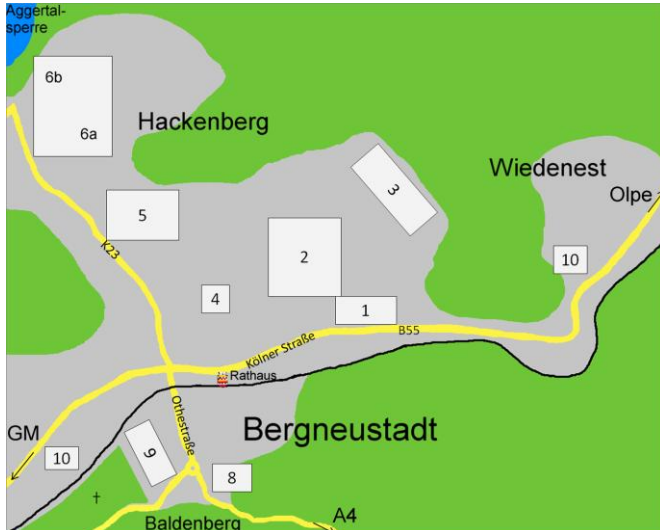 Aggertal-
sperre
6b
6a
Hackenberg
3
Wiedenest
Olpe
5
K23
2
10
4
1
B55
Kölner Straße
Rathaus
Othestraße
GM
Bergneustadt
10
9
8
Baldenberg
A4